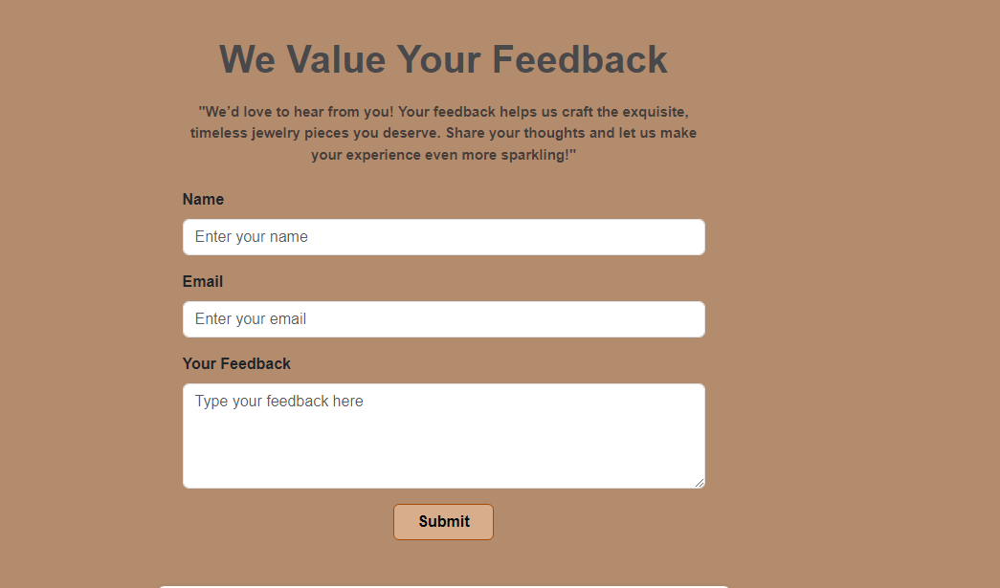 We Value Your Feedback
"We'd love to hear from you! Your feedback helps us craft the exquisite,
timeless jewelry pieces you deserve. Share your thoughts and let us make
your experience even more sparkling!"
Name
Enter your name
Email
Enter your email
Your Feedback
Type your feedback here
Submit